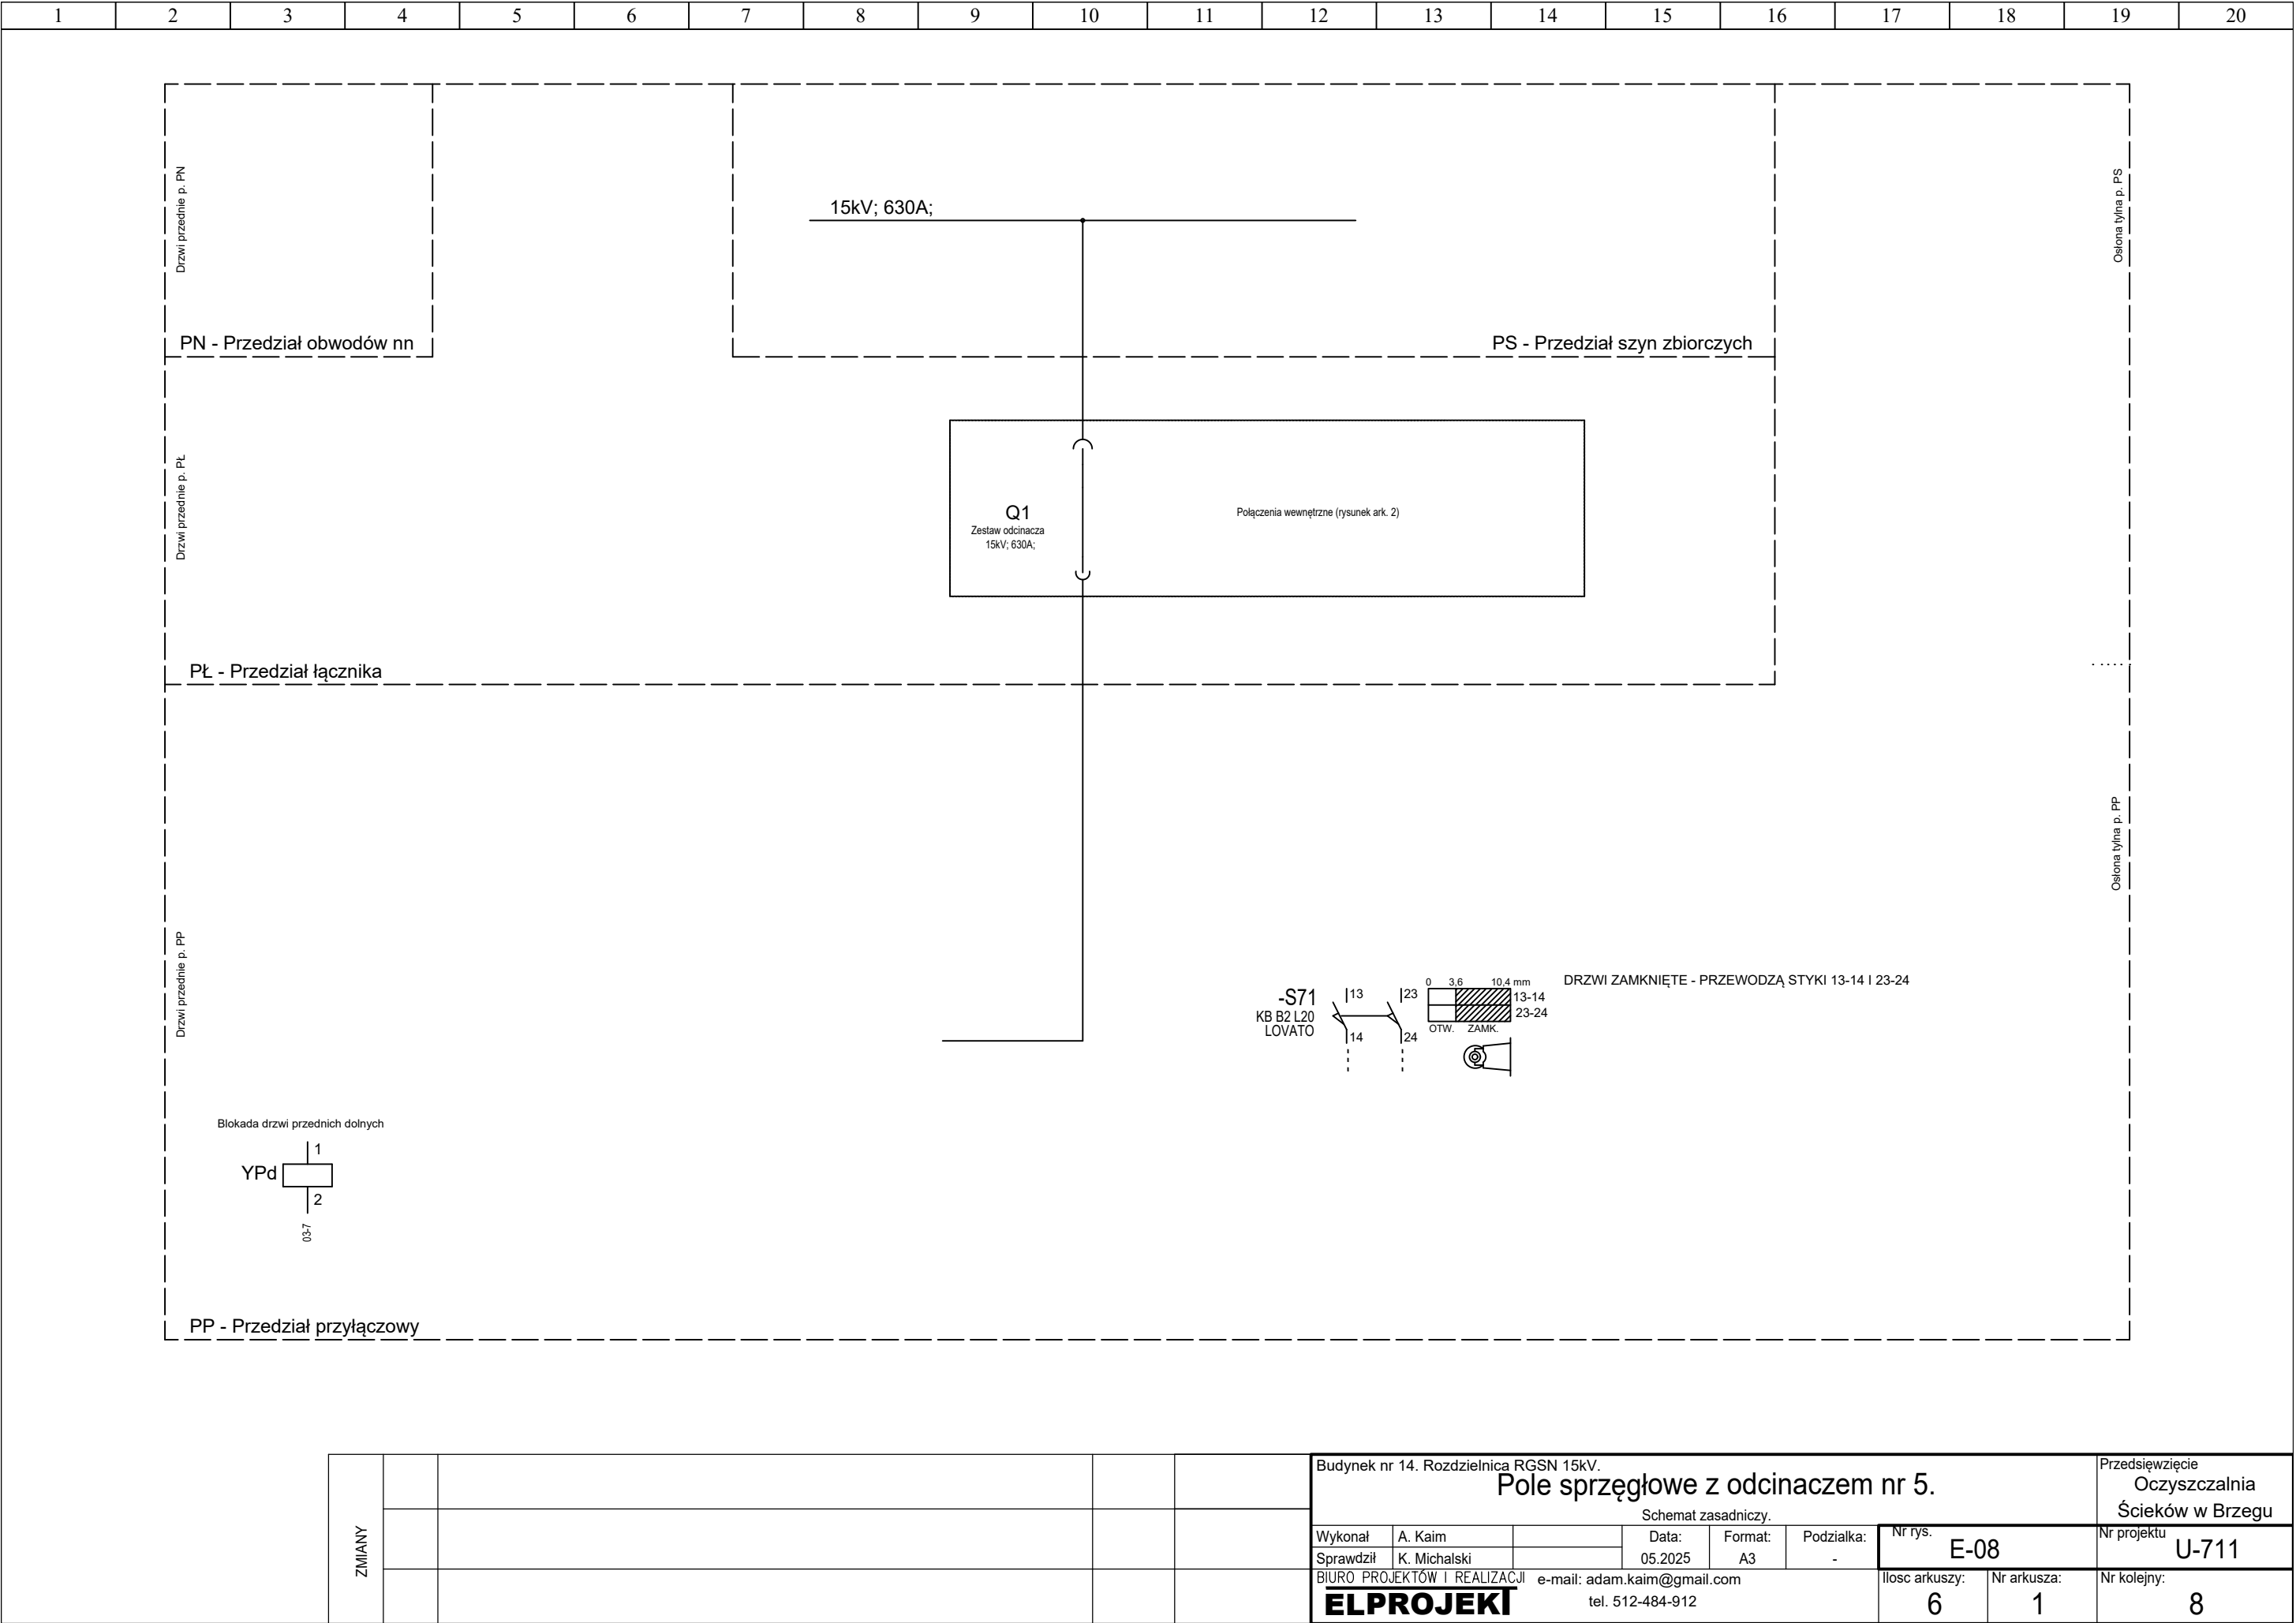 1 2 3 4 5 6 7 8 9 10 11 12 13 14 15 16 17 18 19 20
Drzwi przednie p. PN
Osłona tylna p. PS
15kV; 630A;
PN - Przedział obwodów nn
PS - Przedział szyn zbiorczych
Drzwi przednie p. PŁ
Q1
Zestaw odcinacza
15kV; 630A;
Połączenia wewnętrzne (rysunek ark. 2)
PŁ - Przedział łącznika
Osłona tylna p. PP
Drzwi przednie p. PP
-S71
KB B2 L20
LOVATO
13
14
23
24
0 3,6 10,4 mm
13-14
23-24
OTW. ZAMK.
DRZWI ZAMKNIĘTE - PRZEWODZĄ STYKI 13-14 I 23-24
Blokada drzwi przednich dolnych
1
YPd
2
03-7
PP - Przedział przyłączowy
ZMIANY
Budynek nr 14. Rozdzielnica RGSN 15kV.
Pole sprzęgłowe z odcinaczem nr 5.
Schemat zasadniczy.
Przedsięwzięcie
Oczyszczalnia
Ścieków w Brzegu
Wykonał A. Kaim Data: Format: Podzialka:
Sprawdził K. Michalski 05.2025 A3 -
Nr rys.
E-08
Nr projektu
U-711
BIURO PROJEKTÓW I REALIZACJI
ELPROJEKT
e-mail: adam.kaim@gmail.com
tel. 512-484-912
Ilosc arkuszy:
6
Nr arkusza:
1
Nr kolejny:
8